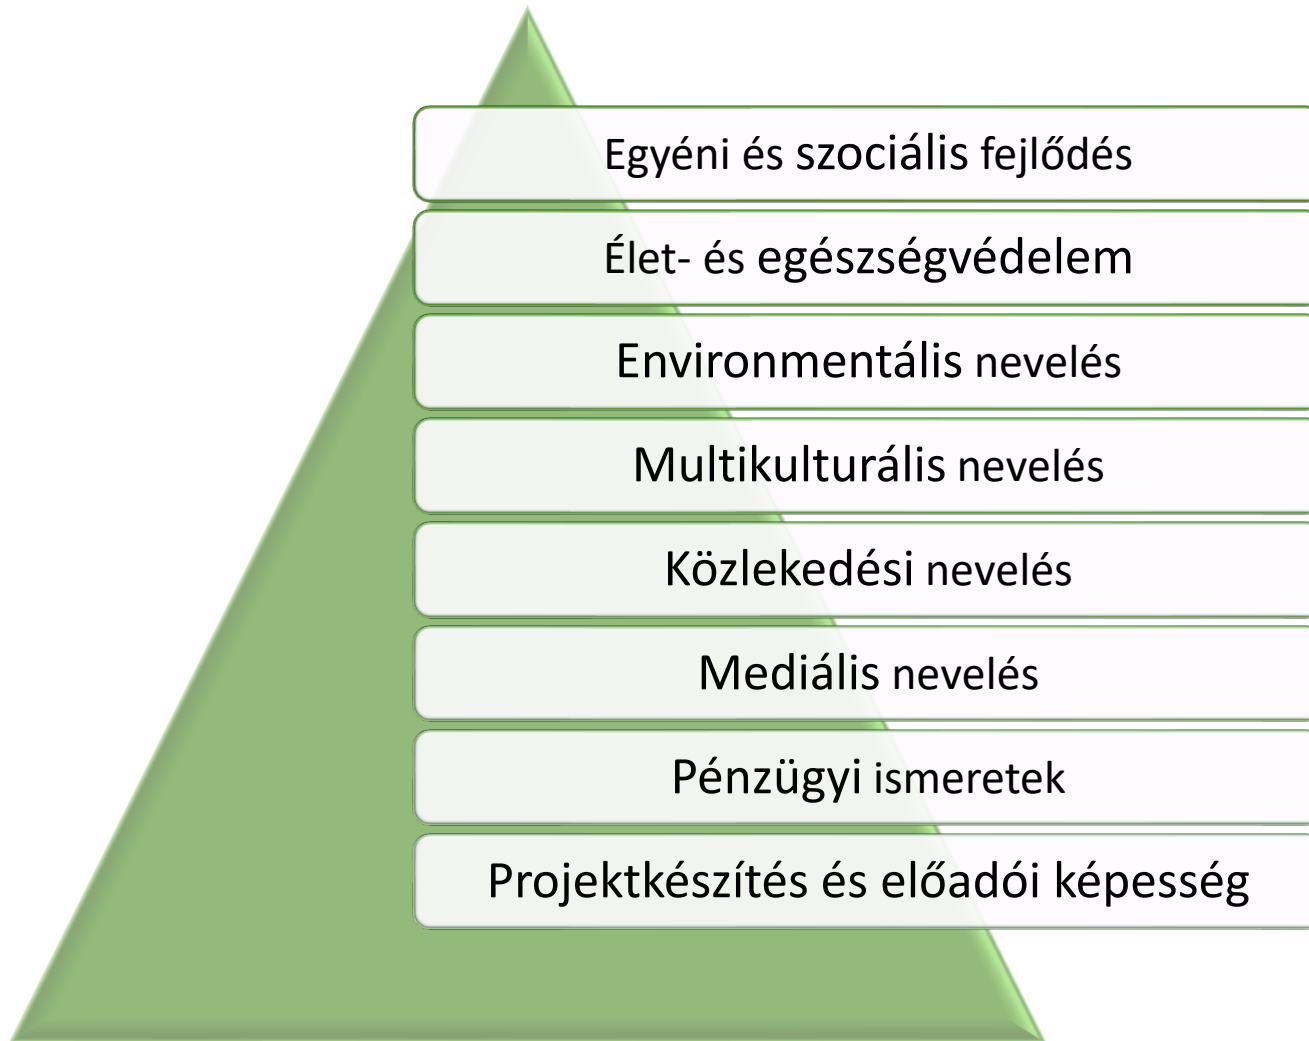 Egyéni és szociális fejlődés
Élet- és egészségvédelem
Environmentális nevelés
Multikulturális nevelés
Közlekedési nevelés
Mediális nevelés
Pénzügyi ismeretek
Projektkészítés és előadói képesség